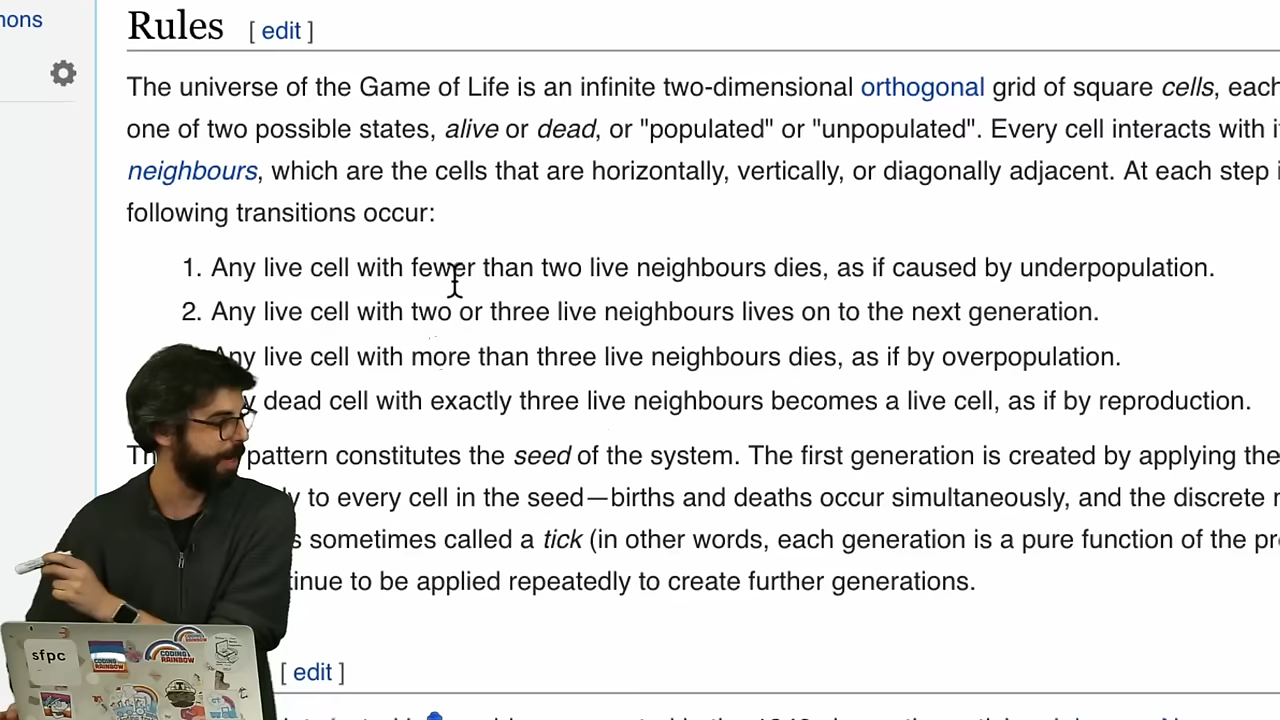 mons
Rules [ edit ]
The universe of the Game of Life is an infinite two-dimensional orthogonal grid of square cells, each
one of two possible states, alive or dead, or "populated" or "unpopulated". Every cell interacts with i
neighbours, which are the cells that are horizontally, vertically, or diagonally adjacent. At each step i
following transitions occur:
1. Any live cell with fewer than two live neighbours dies, as if caused by underpopulation.
2. Any live cell with two or three live neighbours lives on to the next generation.
Any live cell with more than three live neighbours dies, as if by overpopulation.
y dead cell with exactly three live neighbours becomes a live cell, as if by reproduction.
Th pattern constitutes the seed of the system. The first generation is created by applying the
y to every cell in the seed—births and deaths occur simultaneously, and the discrete
s sometimes called a tick (in other words, each generation is a pure function of the pr
tinue to be applied repeatedly to create further generations.
sfpc
CODING RAINBOW
CODING RAINBOW
[ edit ]